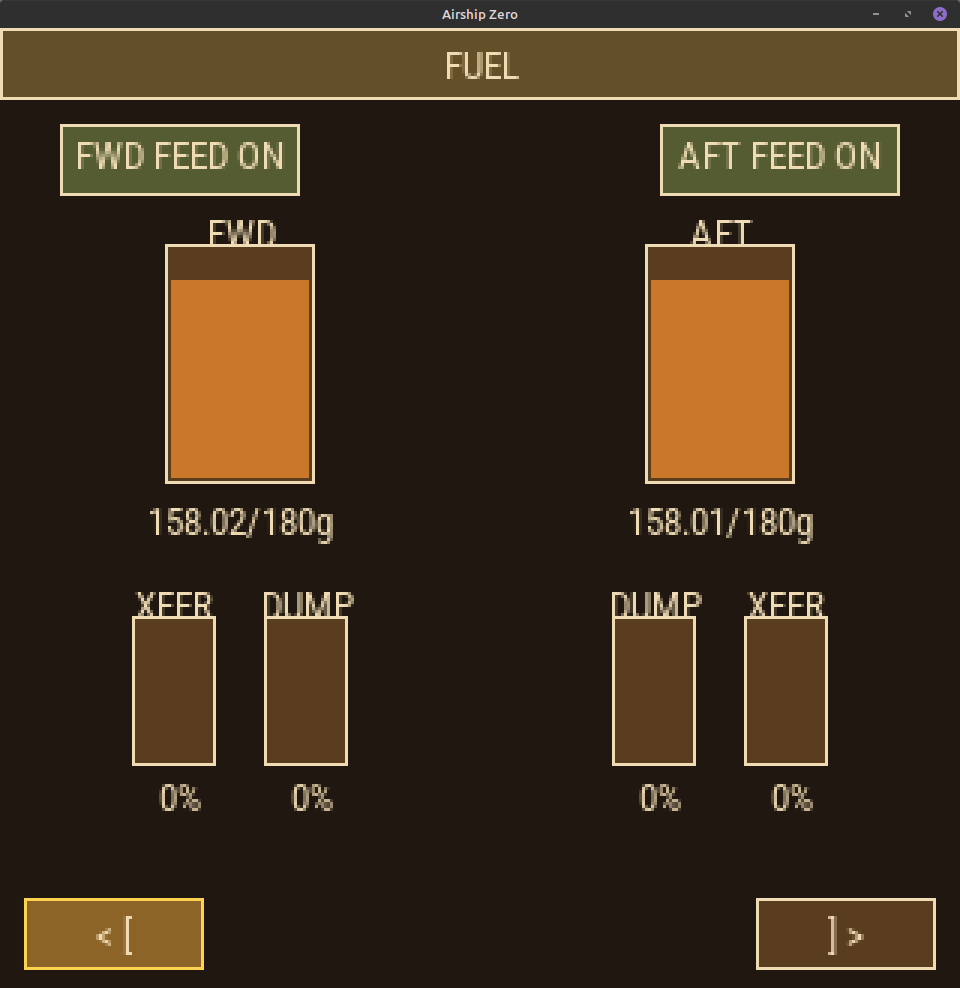 Airship Zero
FUEL
FWD FEED ON
AFT FEED ON
FWD
AFT
158.02/180g
158.01/180g
XFER
DUMP
DUMP
XFER
0%
0%
0%
0%
< [
] >